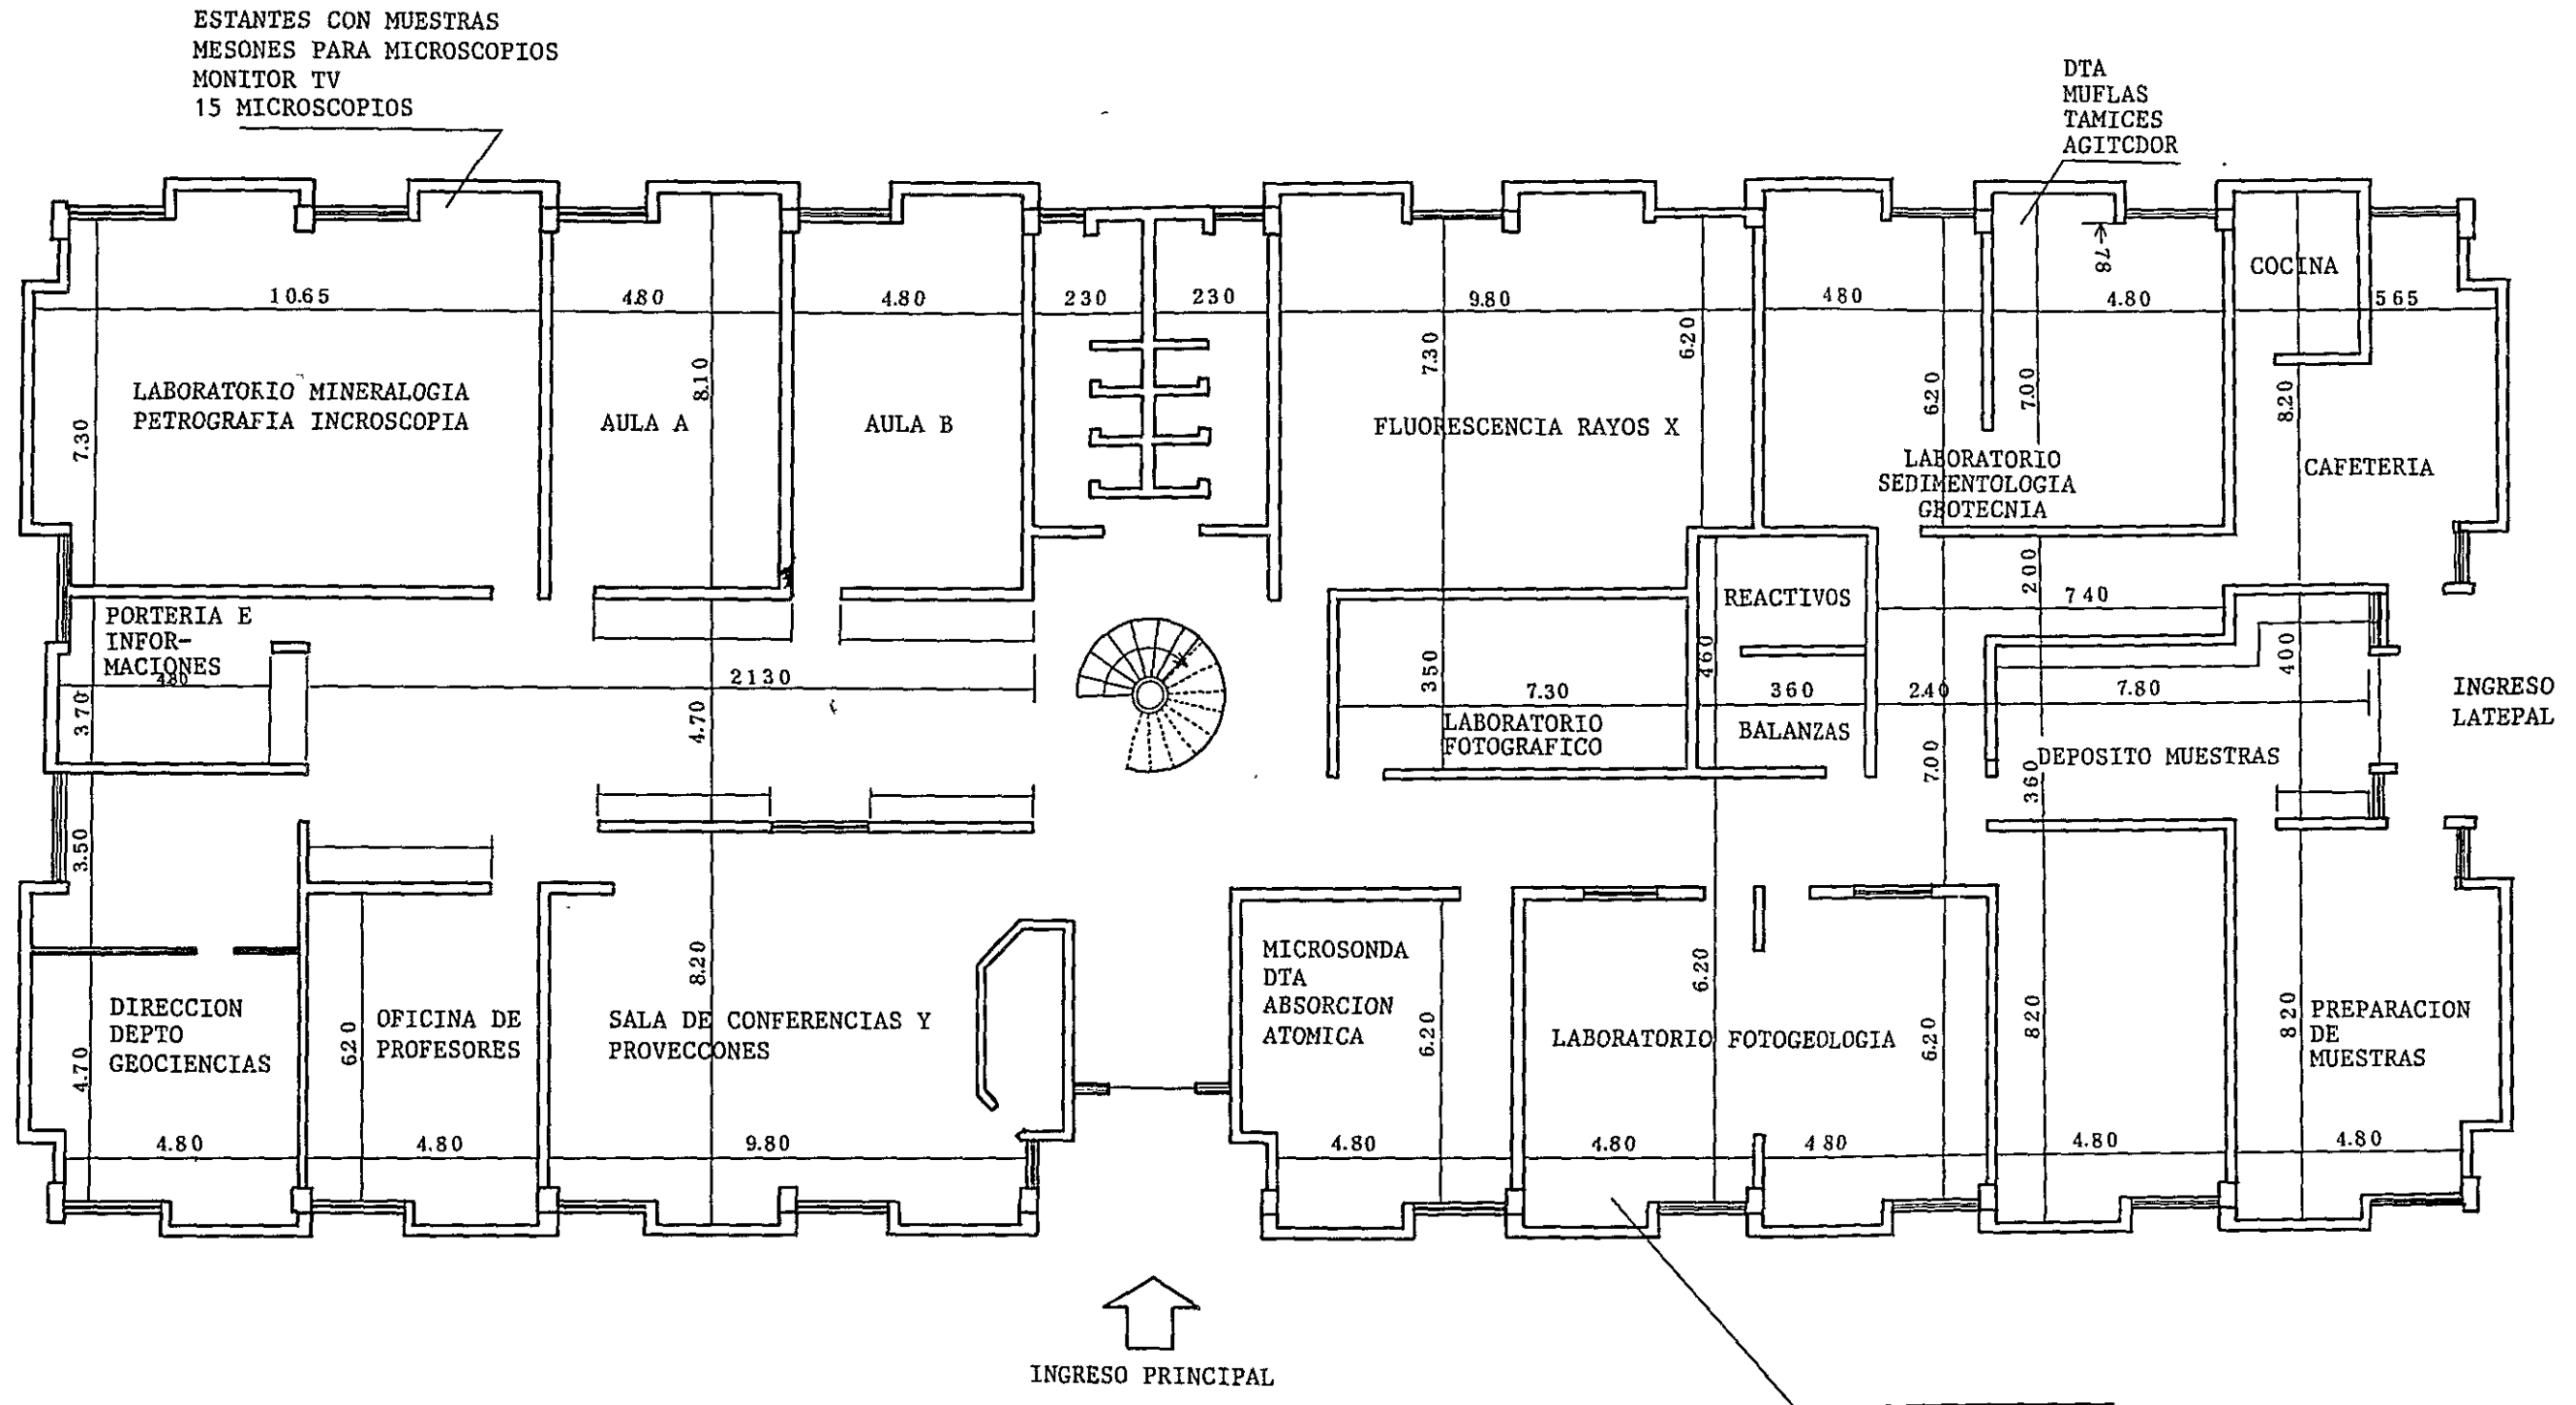 ESTANTES CON MUESTRAS
MESONES PARA MICROSCOPIOS
MONITOR TV
15 MICROSCOPIOS
DTA
MUFLAS
TAMICES
AGITCDOR
78
COCINA
10.65
4.80
4.80
230
230
9.80
480
4.80
565
7.30
8.10
7.30
6.20
6.20
7.00
8.20
LABORATORIO MINERALOGIA
PETROGRAFIA INCROSCOPIA
AULA A
AULA B
FLUORESCENCIA RAYOS X
LABORATORIO
SEDIMENTOLOGIA
GEOTECNIA
CAFETERIA
PORTERIA E
INFOR-
MACIONES
480
2130
3.70
4.70
3.50
350
7.30
LABORATORIO
FOTOGRAFICO
REACTIVOS
460
360
BALANZAS
200
740
2.40
7.80
400
7.00
360
DEPOSITO MUESTRAS
INGRESO
LATEPAL
DIRECCION
DEPTO
GEOCIENCIAS
4.70
620
OFICINA DE
PROFESORES
8.20
SALA DE CONFERENCIAS Y
PROVECCONES
MICROSONDA
DTA
ABSORCION
ATOMICA
6.20
6.20
LABORATORIO FOTOGEOLOGIA
6.20
820
820
PREPARACION
DE
MUESTRAS
4.80
4.80
9.80
4.80
4.80
480
4.80
4.80
INGRESO PRINCIPAL